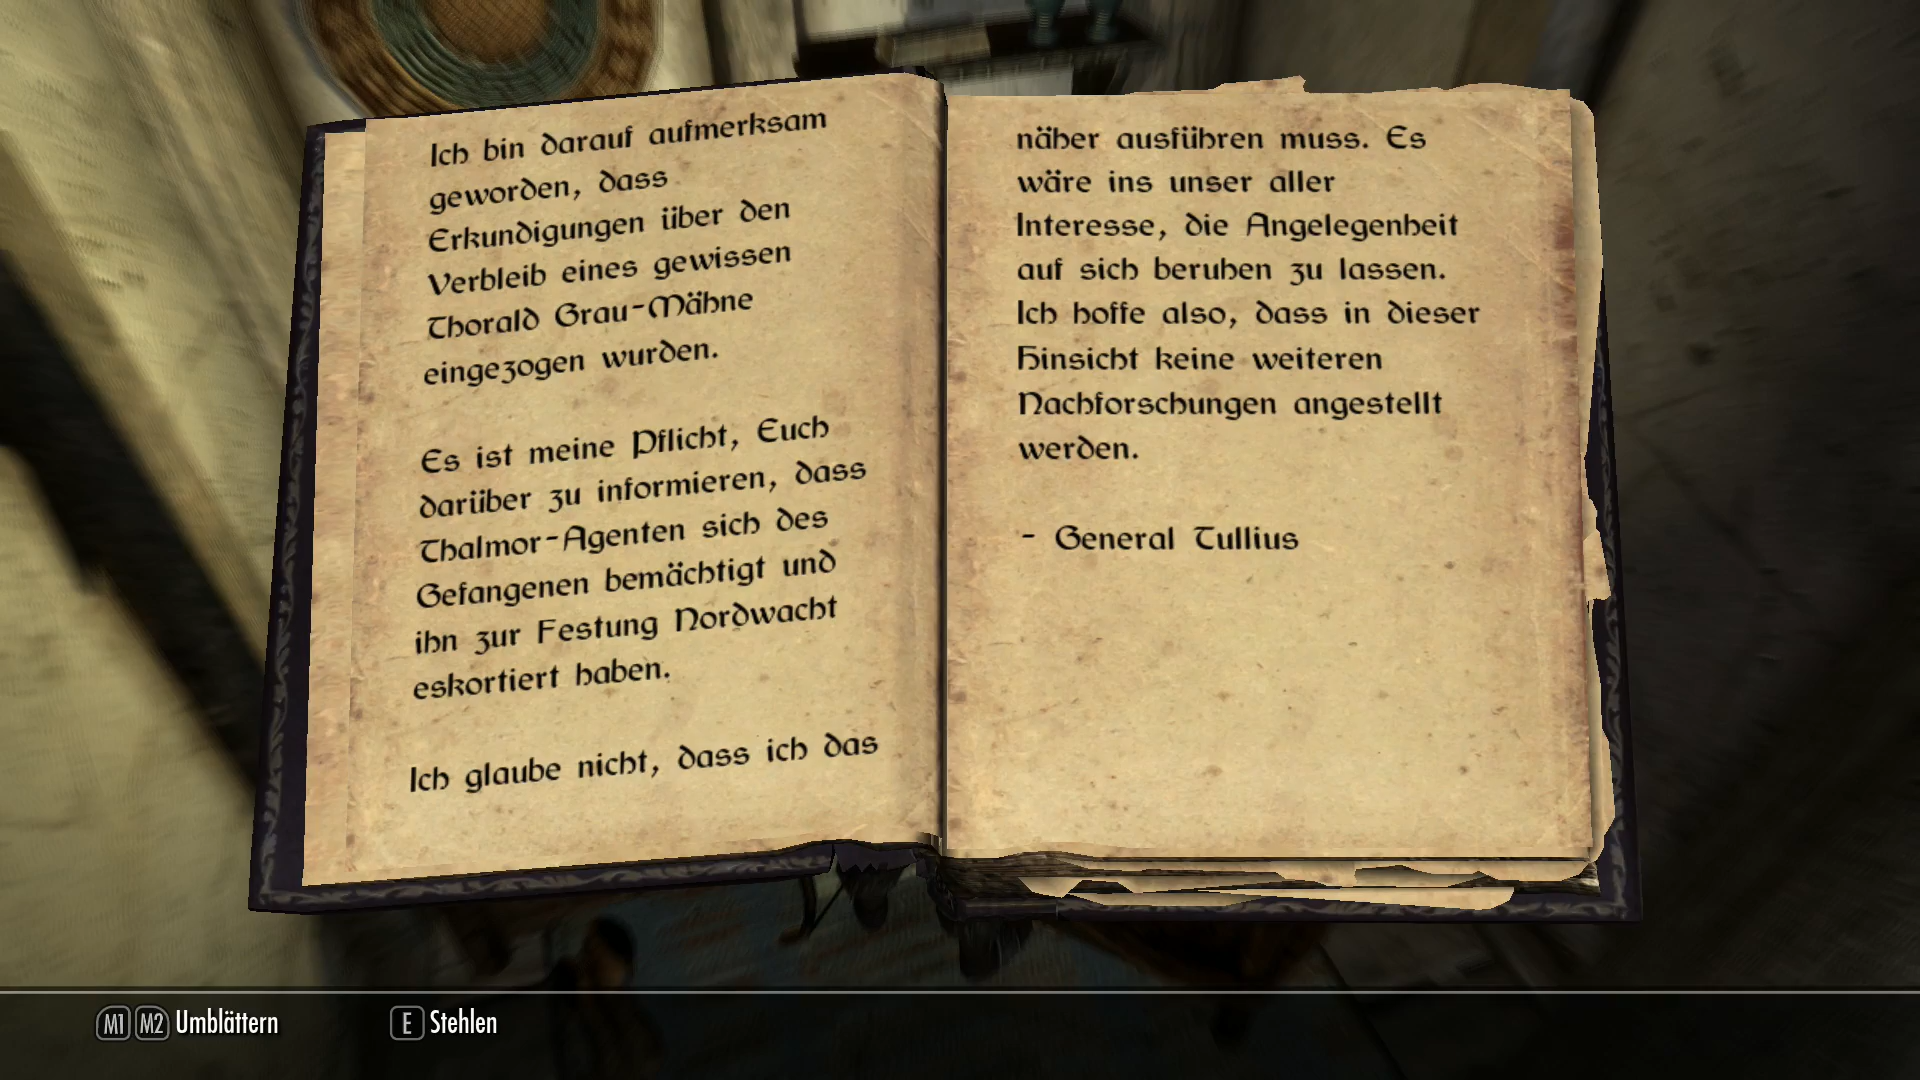 Ich bin darauf aufmerksam
geworden, dass
Erkundigungen über den
Verbleib eines gewissen
Thorald Grau-Mähne
eingezogen wurden.
Es ist meine Pflicht, Euch
darüber zu informieren, dass
Thalmor-Agenten sich des
Gefangenen bemächtigt und
ihn zur Festung Nordwacht
eskortiert haben.
Ich glaube nicht, dass ich das
näher ausführen muss. Es
wäre ins unser aller
Interesse, die Angelegenheit
auf sich beruhen zu lassen.
Ich hoffe also, dass in dieser
Hinsicht keine weiteren
Nachforschungen angestellt
werden.
- General Tullius
M1 M2 Umblättern E Stehlen